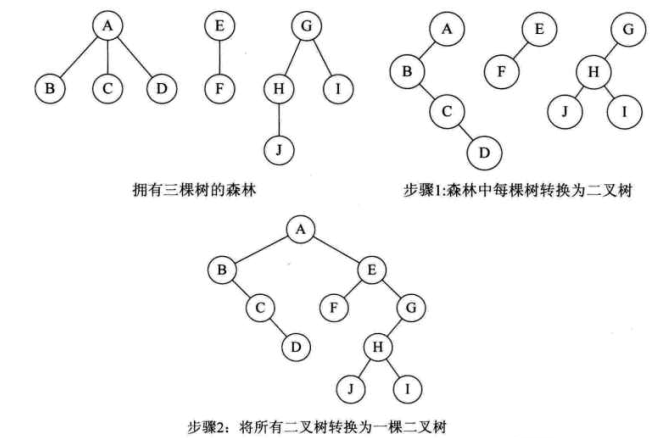 A E G A E G
B C D F H I B F H
J C J I
D
拥有三棵树的森林 步骤1:森林中每棵树转换为二叉树
A
B E
C F G
D H
J I
步骤2：将所有二叉树转换为一棵二叉树